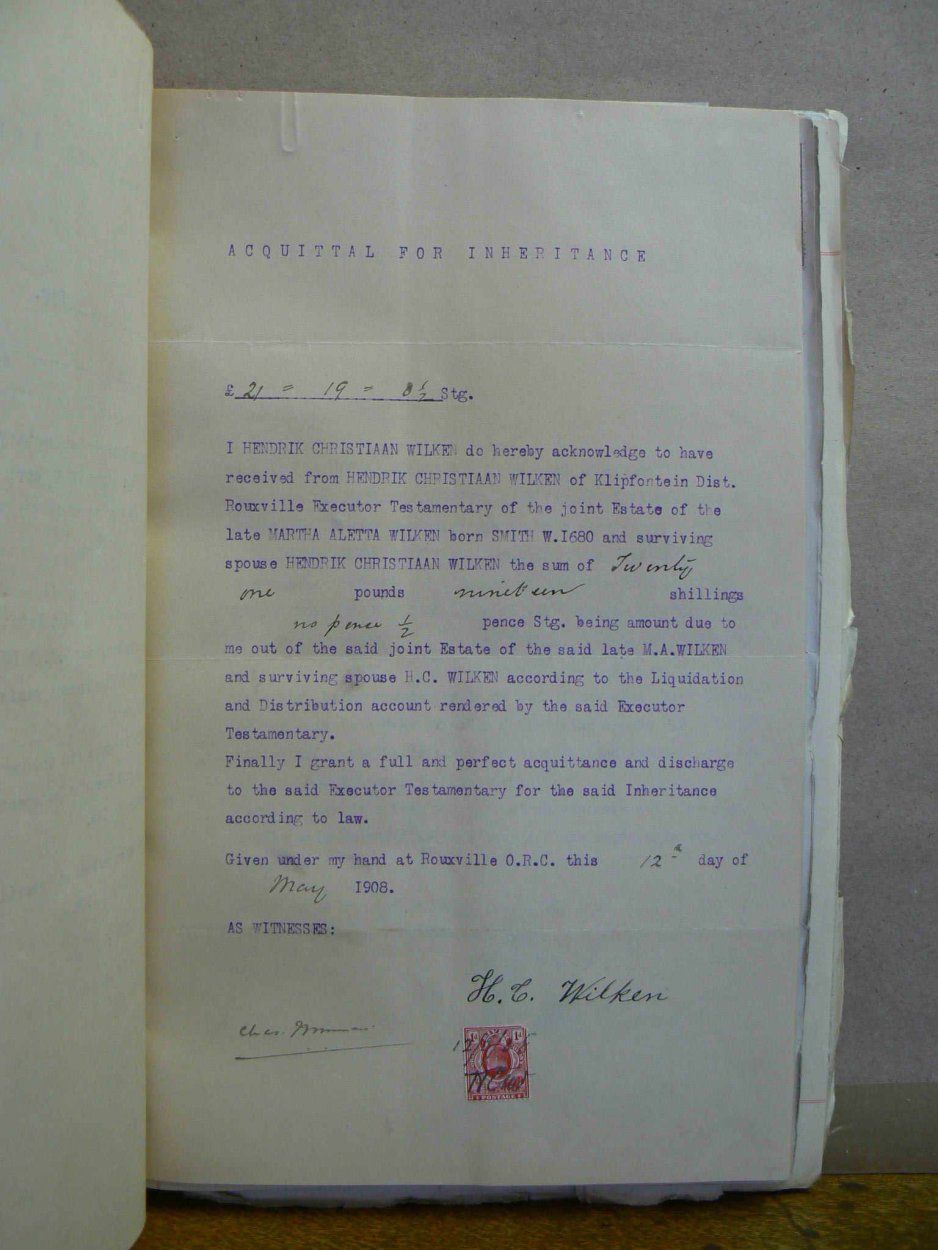 ACQUITTAL FOR INHERITANCE
£ 21 = 19 = 0½ Stg.
I HENDRIK CHRISTIAAN WILKEN do hereby acknowledge to have
received from HENDRIK CHRISTIAAN WILKEN of Klipfontein Dist.
Rouxville Executor Testamentary of the joint Estate of the
late MARTHA ALETTA WILKEN born SMITH W.I680 and surviving
spouse HENDRIK CHRISTIAAN WILKEN the sum of Twenty
one pounds nineteen shillings
no pence ½ pence Stg. being amount due to
me out of the said joint Estate of the said late M.A.WILKEN
and surviving spouse H.C. WILKEN according to the Liquidation
and Distribution account rendered by the said Executor
Testamentary.
Finally I grant a full and perfect acquittance and discharge
to the said Executor Testamentary for the said Inheritance
according to law.
Given under my hand at Rouxville O.R.C. this 12th day of
May 1908.
AS WITNESSES:
H. C. Wilken
Chas.
POSTAGE